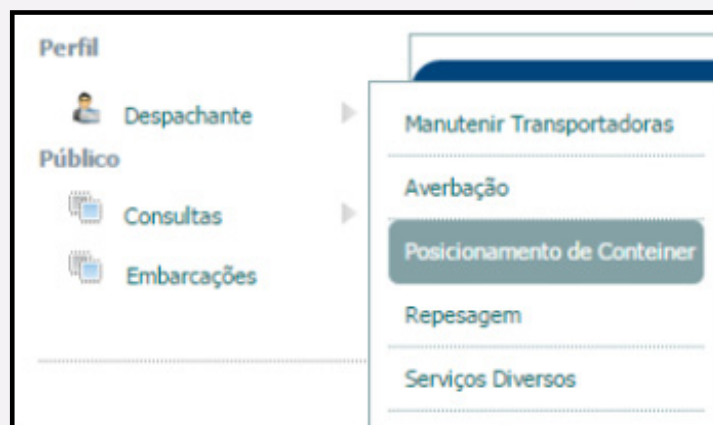 Perfil
Despachante
Público
Consultas
Embarcações
Manutenir Transportadoras
Averbação
Posicionamento de Conteiner
Repesagem
Serviços Diversos